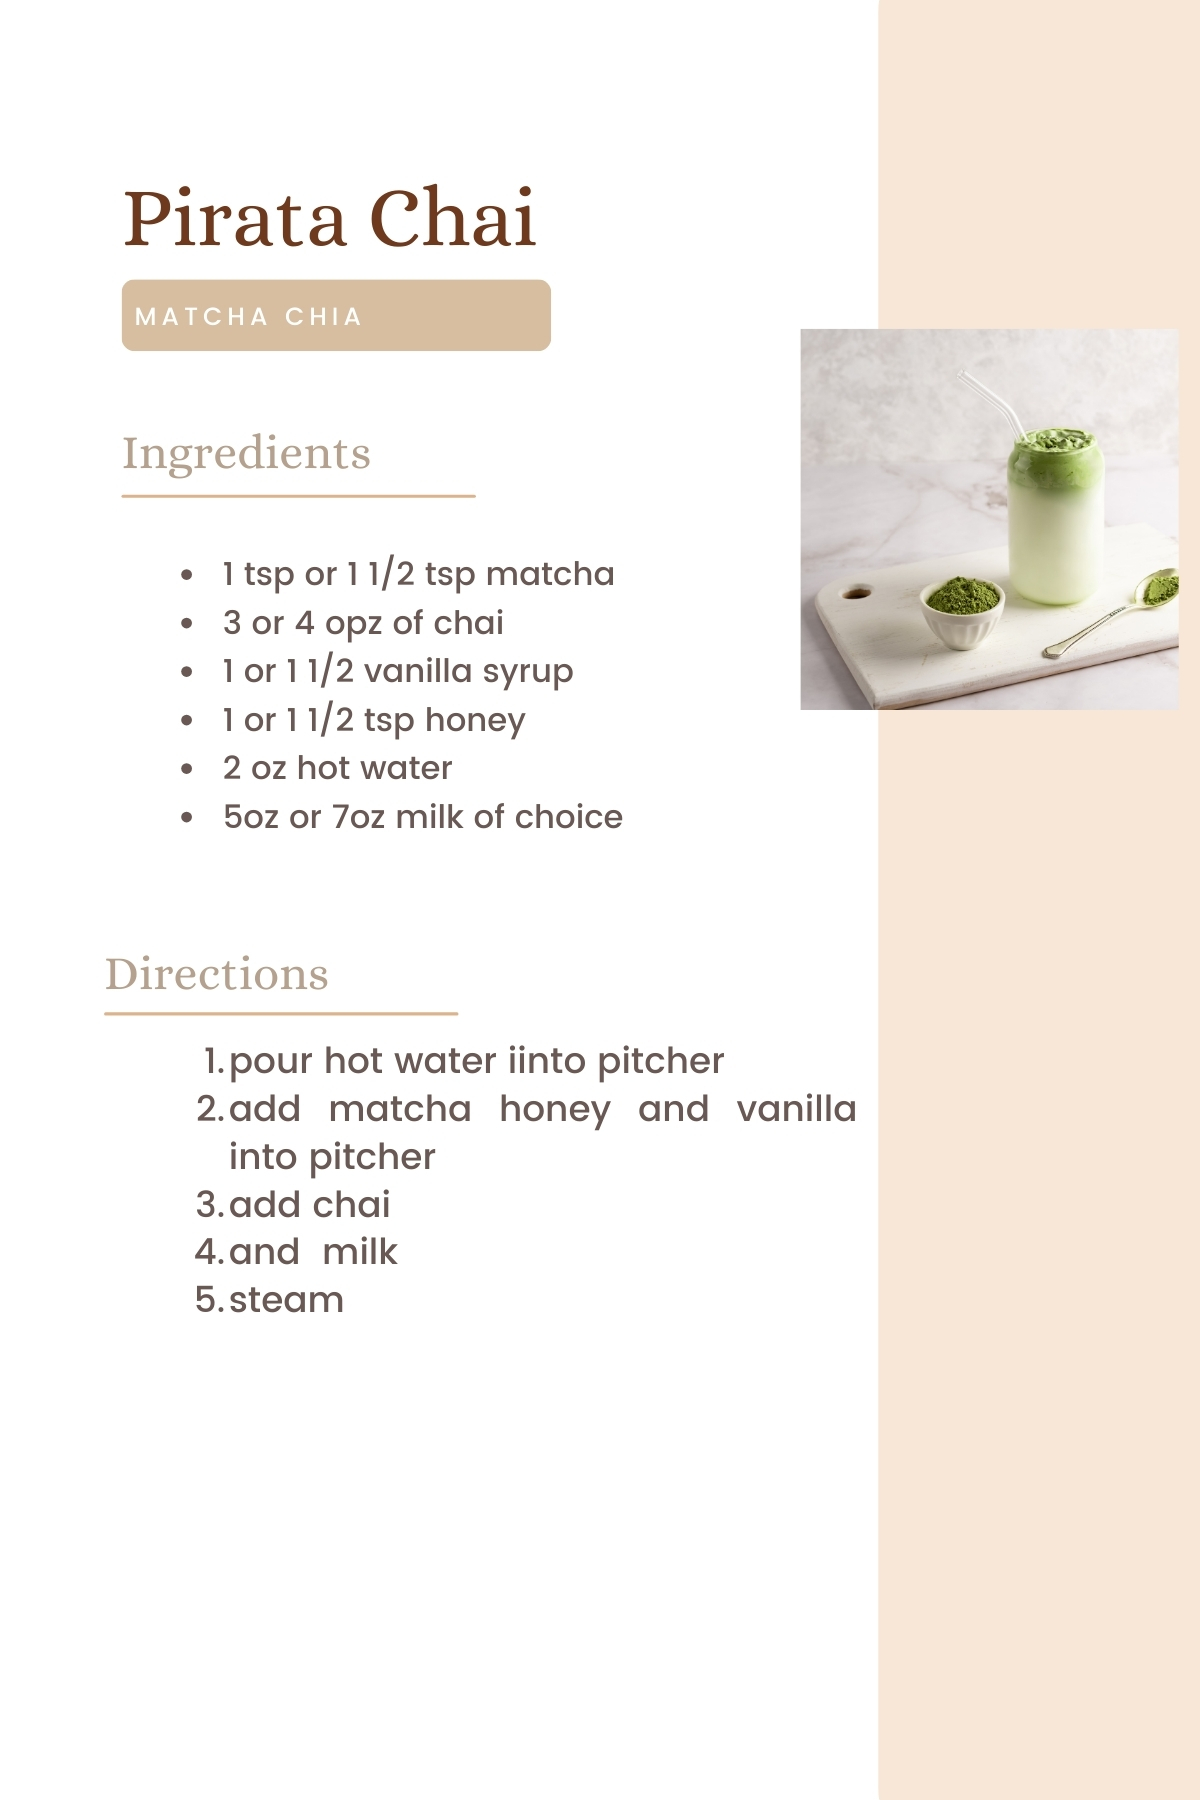 Pirata Chai
MATCHA CHIA
Ingredients
• 1 tsp or 1 1/2 tsp matcha
• 3 or 4 opz of chai
• 1 or 1 1/2 vanilla syrup
• 1 or 1 1/2 tsp honey
• 2 oz hot water
• 5oz or 7oz milk of choice
Directions
1. pour hot water iinto pitcher
2. add matcha honey and vanilla
into pitcher
3. add chai
4. and milk
5. steam